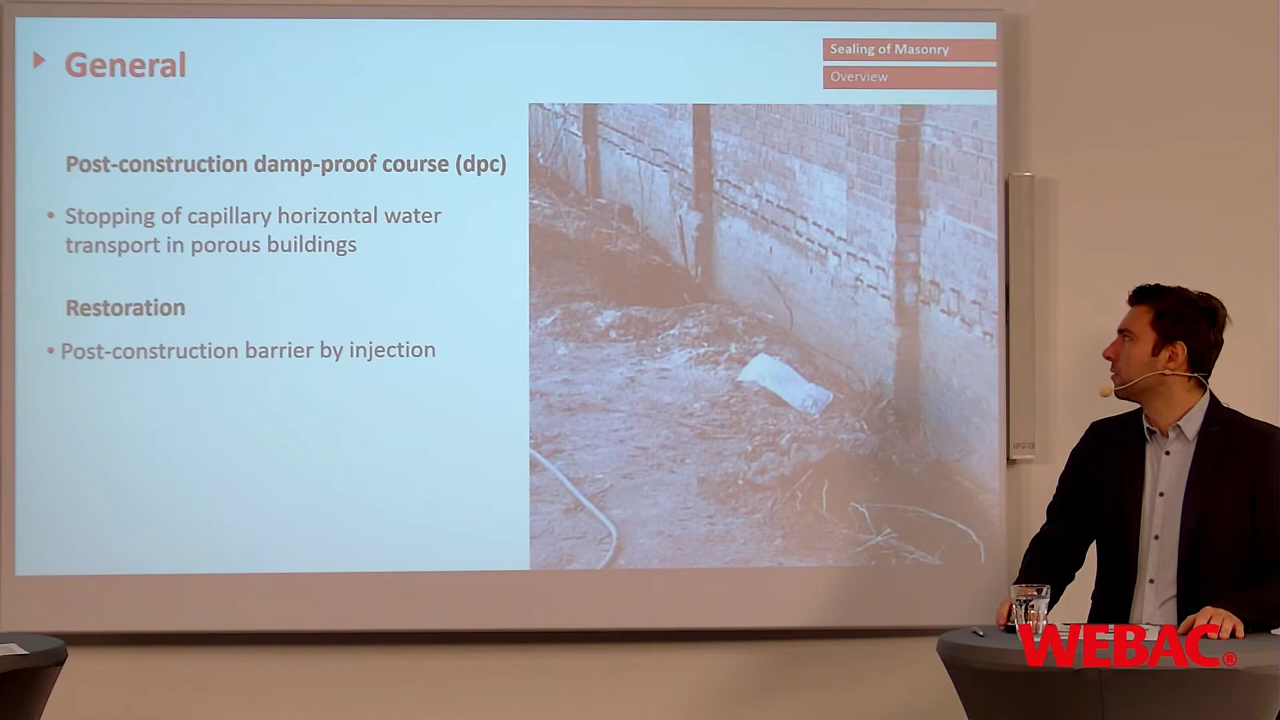 General
Sealing of Masonry
Overview
Post-construction damp-proof course (dpc)
• Stopping of capillary horizontal water
transport in porous buildings
Restoration
• Post-construction barrier by injection
WEBAC®